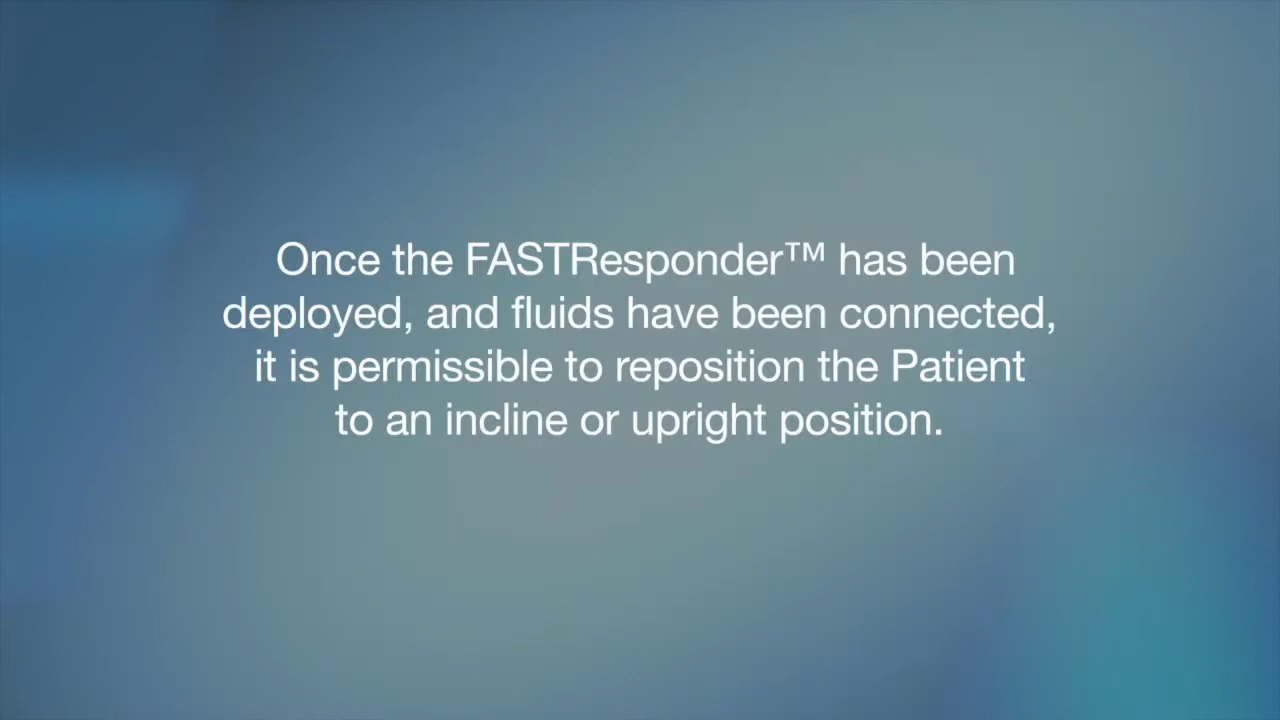 Once the FASTResponder™ has been
deployed, and fluids have been connected,
it is permissible to reposition the Patient
to an incline or upright position.